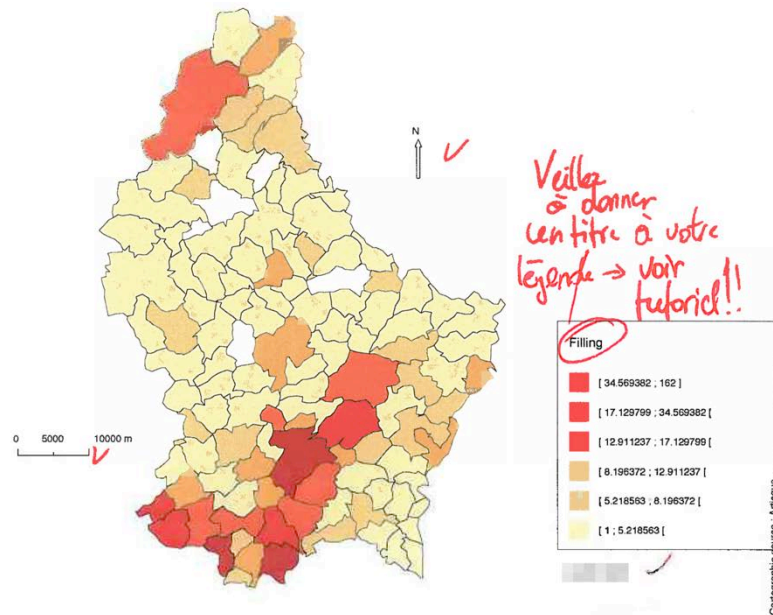 N
Veillez
à donner
un titre à votre
légende → voir
tutoriel!!
Filling
[ 34.569382 ; 162 ]
[ 17.129799 ; 34.569382 [
[ 12.911237 ; 17.129799 [
[ 8.196372 ; 12.911237 [
[ 5.218563 ; 8.196372 [
[ 1 ; 5.218563 [
0 5000 10000 m